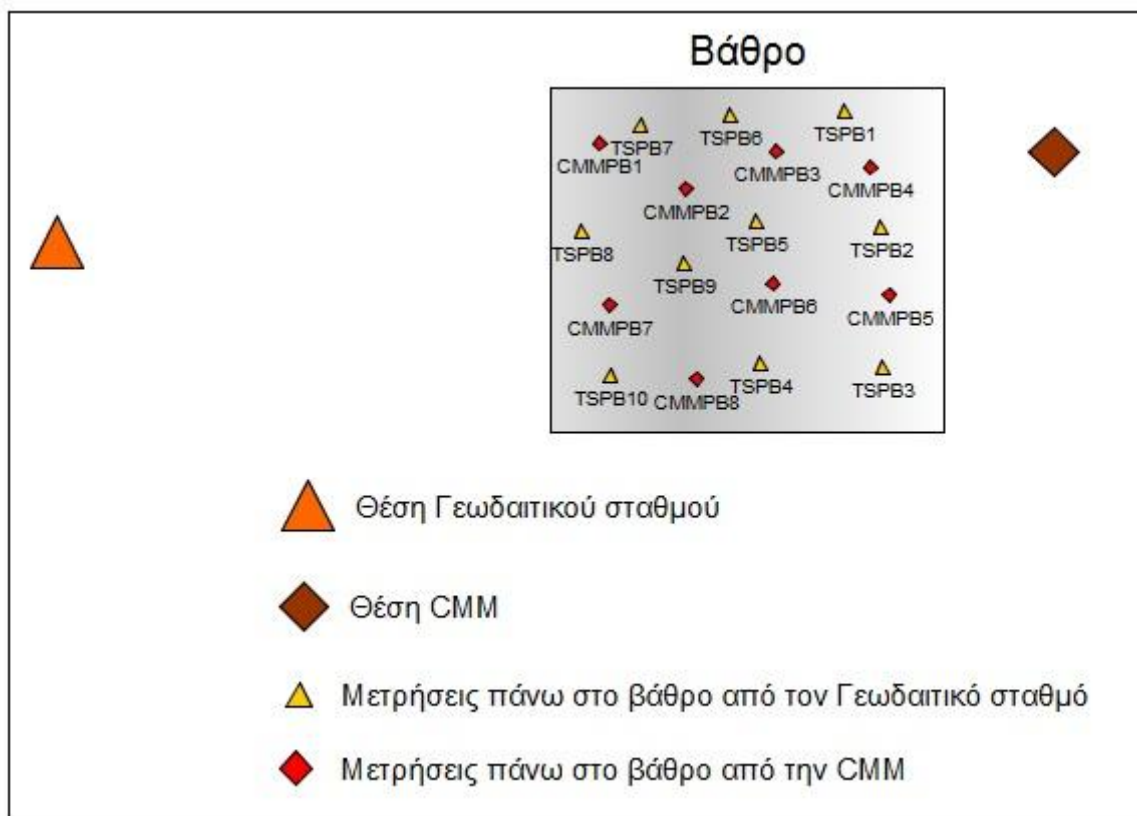 Βάθρο
TSPB7
TSPB6
TSPB1
CMMPB1
CMMPB3
CMMPB4
CMMPB2
TSPB8
TSPB5
TSPB2
TSPB9
CMMPB7
CMMPB6
CMMPB5
TSPB10
CMMPB8
TSPB4
TSPB3
Θέση Γεωδαιτικού σταθμού
Θέση CMM
Μετρήσεις πάνω στο βάθρο από τον Γεωδαιτικό σταθμό
Μετρήσεις πάνω στο βάθρο από την CMM